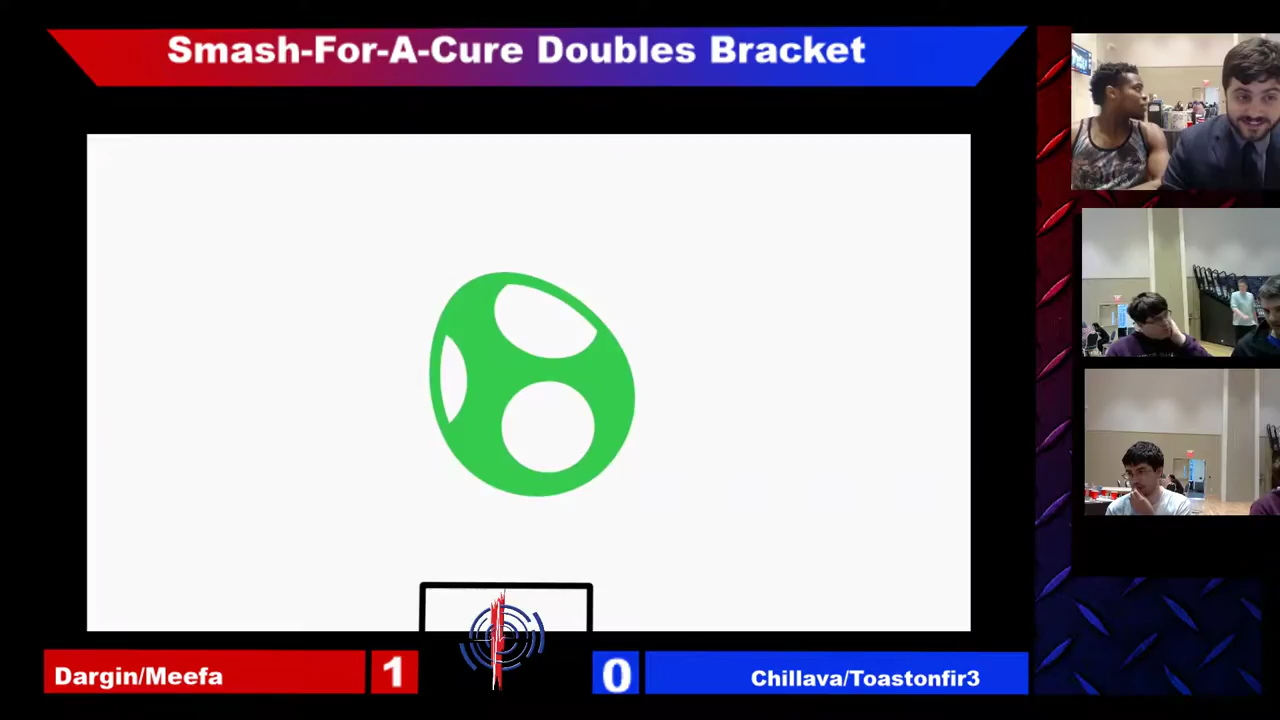 Smash-For-A-Cure Doubles Bracket
Dargin/Meefa
1
0
Chillava/Toastonfir3